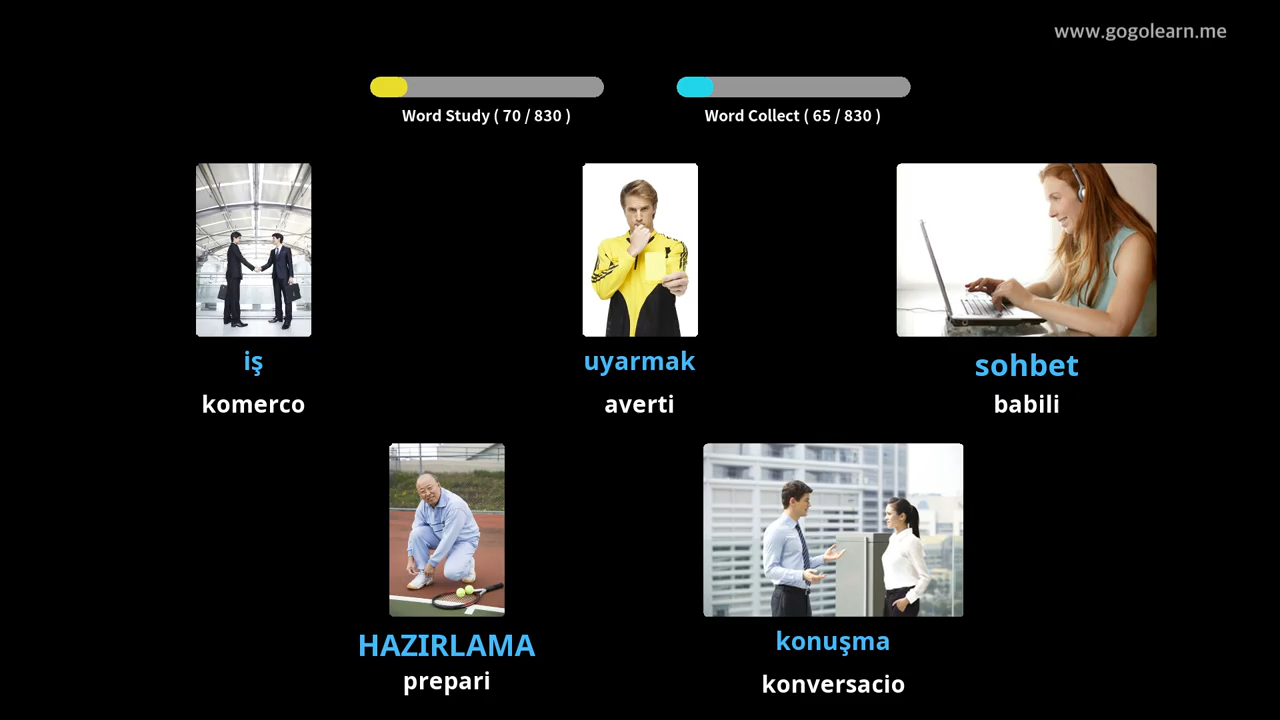 www.gogolearn.me
Word Study ( 70 / 830 )
Word Collect ( 65 / 830 )
iş
komerco
uyarmak
averti
sohbet
babili
HAZIRLAMA
prepari
konuşma
konversacio